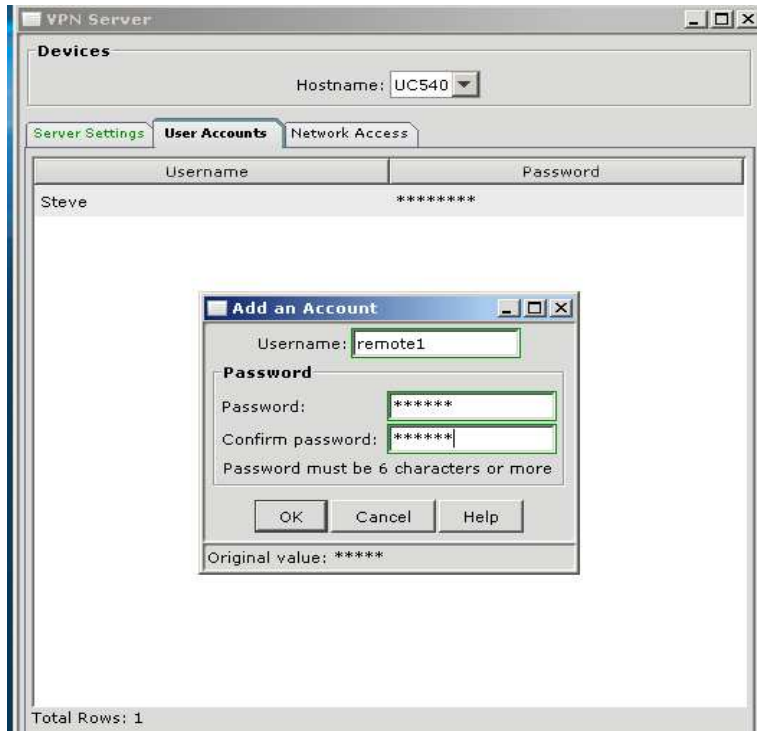 VPN Server
Devices
Hostname: UC540
Server Settings User Accounts Network Access
Username Password
Steve ********
Add an Account
Username: remote1
Password
Password: ******
Confirm password: ******
Password must be 6 characters or more
OK Cancel Help
Original value: *****
Total Rows: 1